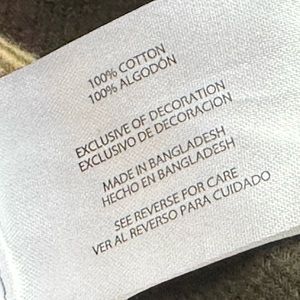 100% COTTON
100% ALGODÓN
EXCLUSIVE OF DECORATION
EXCLUSIVO DE DECORACION
MADE IN BANGLADESH
HECHO EN BANGLADESH
SEE REVERSE FOR CARE
VER AL REVERSO PARA CUIDADO